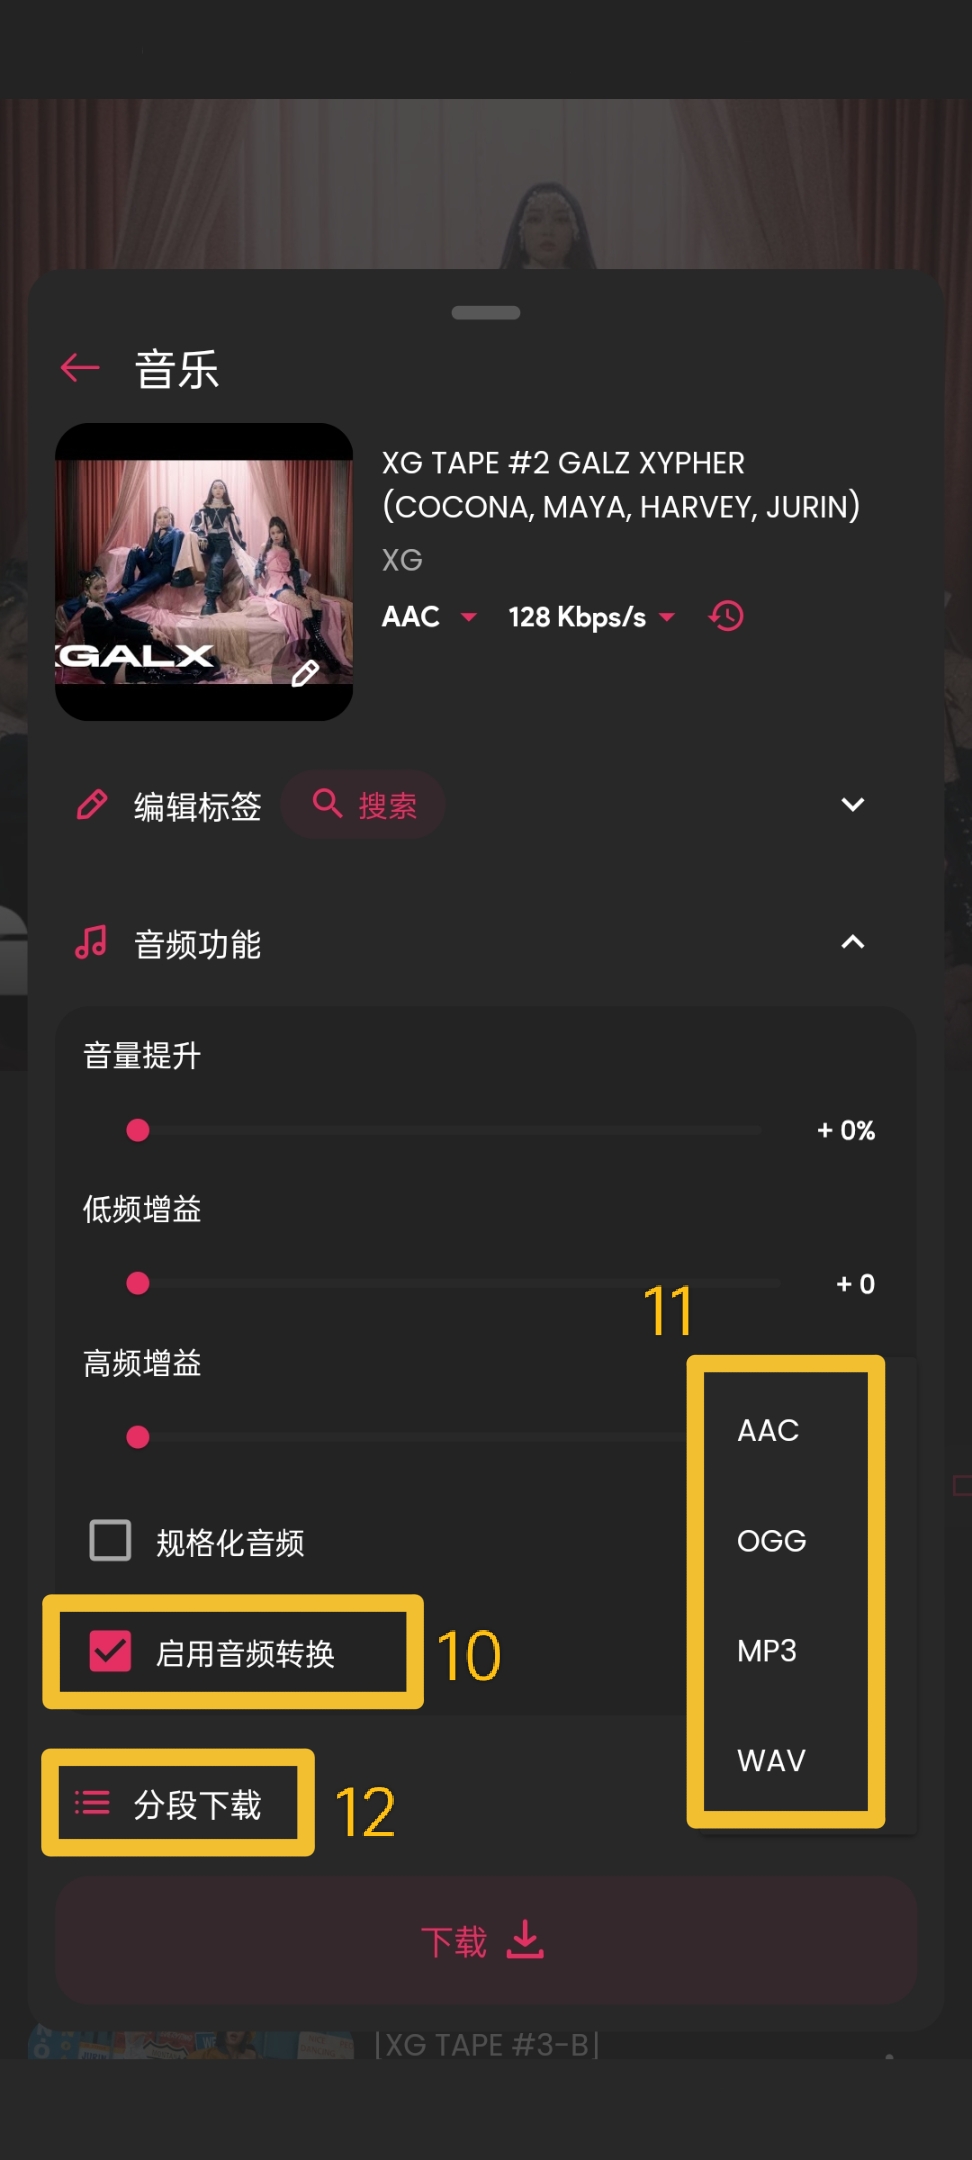 音乐
XG TAPE #2 GALZ XYPHER
(COCONA, MAYA, HARVEY, JURIN)
XG
AAC 128 Kbps/s
XGALX
编辑标签 搜索
音频功能
音量提升
+ 0%
低频增益
+ 0
11
高频增益
AAC
OGG
规格化音频
启用音频转换 10
MP3
WAV
分段下载 12
下载
[XG TAPE #3-B]